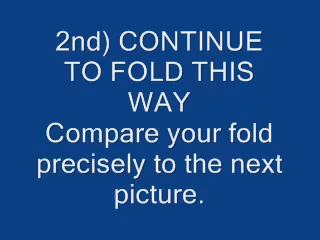 2nd) CONTINUE
TO FOLD THIS
WAY
Compare your fold
precisely to the next
picture.